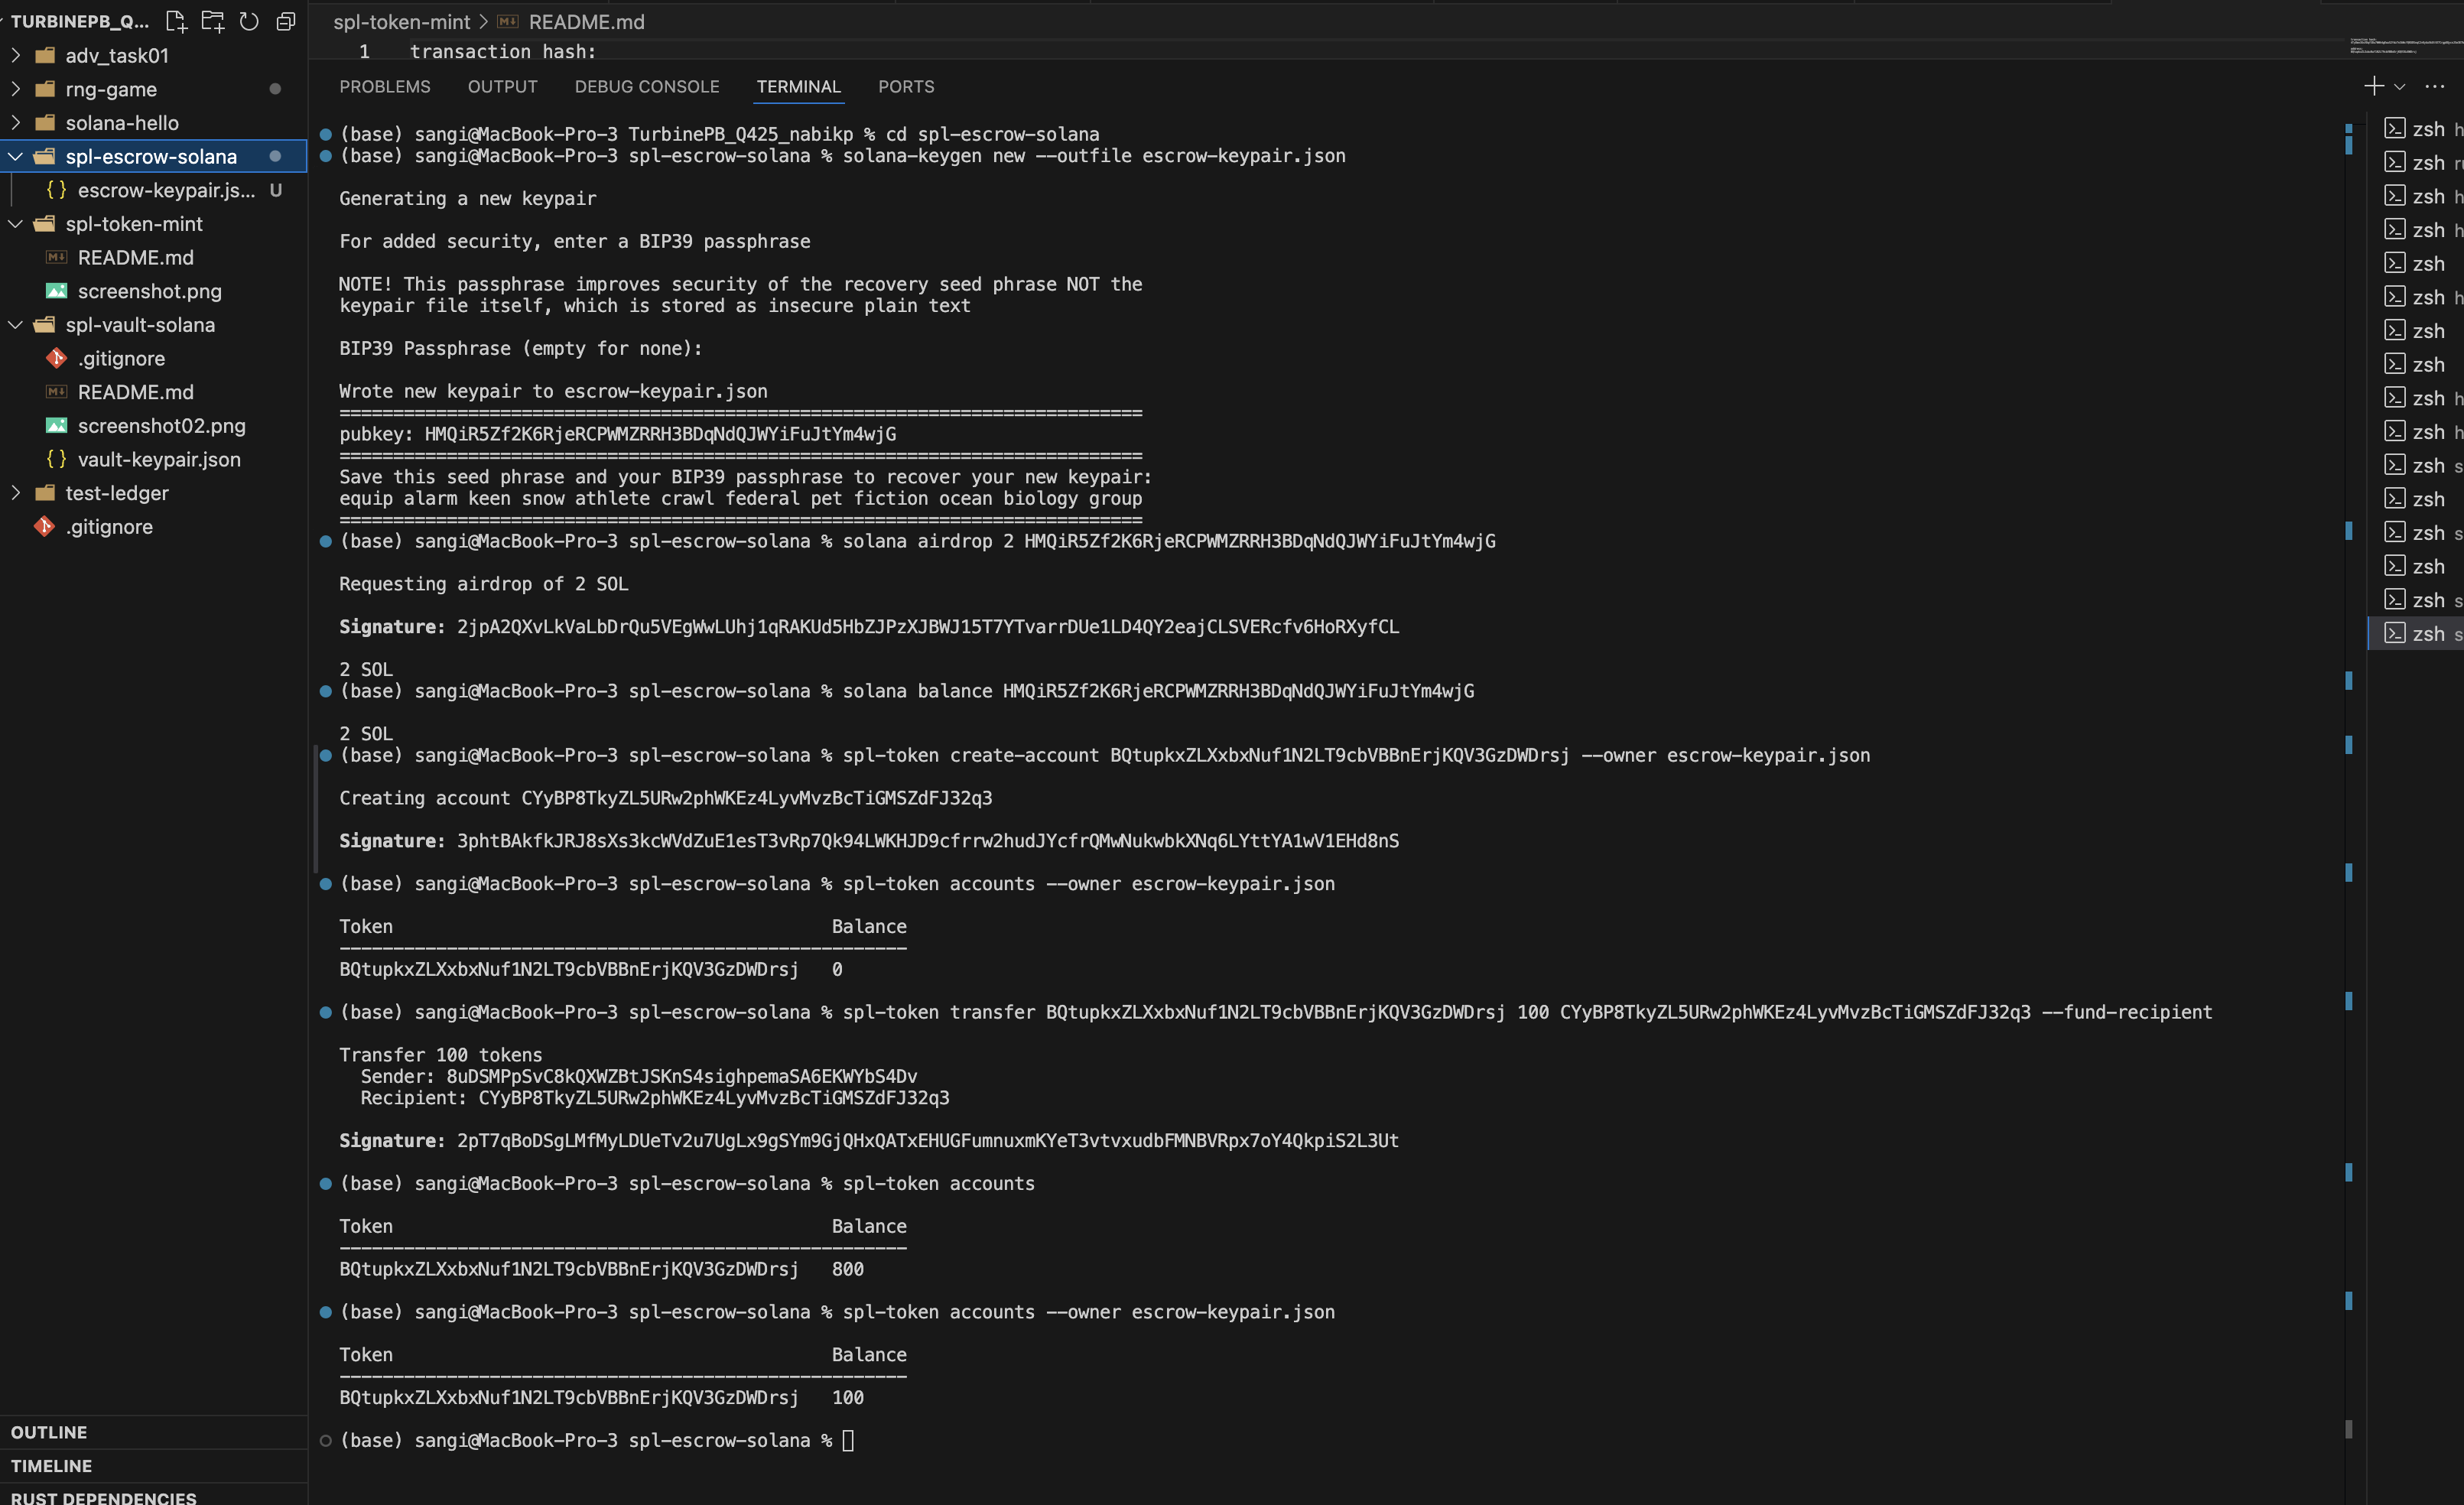 TURBINEPB_Q...
adv_task01
rng-game
solana-hello
spl-escrow-solana
{} escrow-keypair.js... U
spl-token-mint
README.md
screenshot.png
spl-vault-solana
.gitignore
README.md
screenshot02.png
{} vault-keypair.json
test-ledger
.gitignore
OUTLINE
TIMELINE
RUST DEPENDENCIES
spl-token-mint > README.md
1 transaction hash:
PROBLEMS OUTPUT DEBUG CONSOLE TERMINAL PORTS
(base) sangi@MacBook-Pro-3 TurbinePB_Q425_nabikp % cd spl-escrow-solana
(base) sangi@MacBook-Pro-3 spl-escrow-solana % solana-keygen new --outfile escrow-keypair.json
Generating a new keypair
For added security, enter a BIP39 passphrase
NOTE! This passphrase improves security of the recovery seed phrase NOT the
keypair file itself, which is stored as insecure plain text
BIP39 Passphrase (empty for none):
Wrote new keypair to escrow-keypair.json
===========================================================================
pubkey: HMQiR5Zf2K6RjeRCPWMZRRH3BDqNdQJWYiFuJtYm4wjG
===========================================================================
Save this seed phrase and your BIP39 passphrase to recover your new keypair:
equip alarm keen snow athlete crawl federal pet fiction ocean biology group
===========================================================================
(base) sangi@MacBook-Pro-3 spl-escrow-solana % solana airdrop 2 HMQiR5Zf2K6RjeRCPWMZRRH3BDqNdQJWYiFuJtYm4wjG
Requesting airdrop of 2 SOL
Signature: 2jpA2QXvLkVaLbDrQu5VEgWwLUhj1qRAKUd5HbZJPzXJBWJ15T7YTvarrDUe1LD4QY2eajCLSVERcfv6HoRXyfCL
2 SOL
(base) sangi@MacBook-Pro-3 spl-escrow-solana % solana balance HMQiR5Zf2K6RjeRCPWMZRRH3BDqNdQJWYiFuJtYm4wjG
2 SOL
(base) sangi@MacBook-Pro-3 spl-escrow-solana % spl-token create-account BQtupkxZLXxbxNuf1N2LT9cbVBBnErjKQV3GzDWDrsj --owner escrow-keypair.json
Creating account CYyBP8TkyZL5URw2phWKEz4LyvMvzBcTiGMSZdFJ32q3
Signature: 3phtBAkfkJRJ8sXs3kcWVdZuE1esT3vRp7Qk94LWKHJD9cfrrw2hudJYcfrQMwNukwbkXNq6LYttYA1wV1EHd8nS
(base) sangi@MacBook-Pro-3 spl-escrow-solana % spl-token accounts --owner escrow-keypair.json
Token Balance
-----------------------------------------------------
BQtupkxZLXxbxNuf1N2LT9cbVBBnErjKQV3GzDWDrsj 0
(base) sangi@MacBook-Pro-3 spl-escrow-solana % spl-token transfer BQtupkxZLXxbxNuf1N2LT9cbVBBnErjKQV3GzDWDrsj 100 CYyBP8TkyZL5URw2phWKEz4LyvMvzBcTiGMSZdFJ32q3 --fund-recipient
Transfer 100 tokens
Sender: 8uDSMPpSvC8kQXWZBtJSKnS4sighpemaSA6EKWYbS4Dv
Recipient: CYyBP8TkyZL5URw2phWKEz4LyvMvzBcTiGMSZdFJ32q3
Signature: 2pT7qBoDSgLMfMyLDUeTv2u7UgLx9gSYm9GjQHxQATxEHUGFumnuxmKYeT3vtvxudbFMNBVRpx7oY4QkpiS2L3Ut
(base) sangi@MacBook-Pro-3 spl-escrow-solana % spl-token accounts
Token Balance
-----------------------------------------------------
BQtupkxZLXxbxNuf1N2LT9cbVBBnErjKQV3GzDWDrsj 800
(base) sangi@MacBook-Pro-3 spl-escrow-solana % spl-token accounts --owner escrow-keypair.json
Token Balance
-----------------------------------------------------
BQtupkxZLXxbxNuf1N2LT9cbVBBnErjKQV3GzDWDrsj 100
(base) sangi@MacBook-Pro-3 spl-escrow-solana %
zsh h
zsh
zsh h
zsh h
zsh
zsh h
zsh
zsh
zsh h
zsh h
zsh s
zsh
zsh s
zsh
zsh s
zsh s